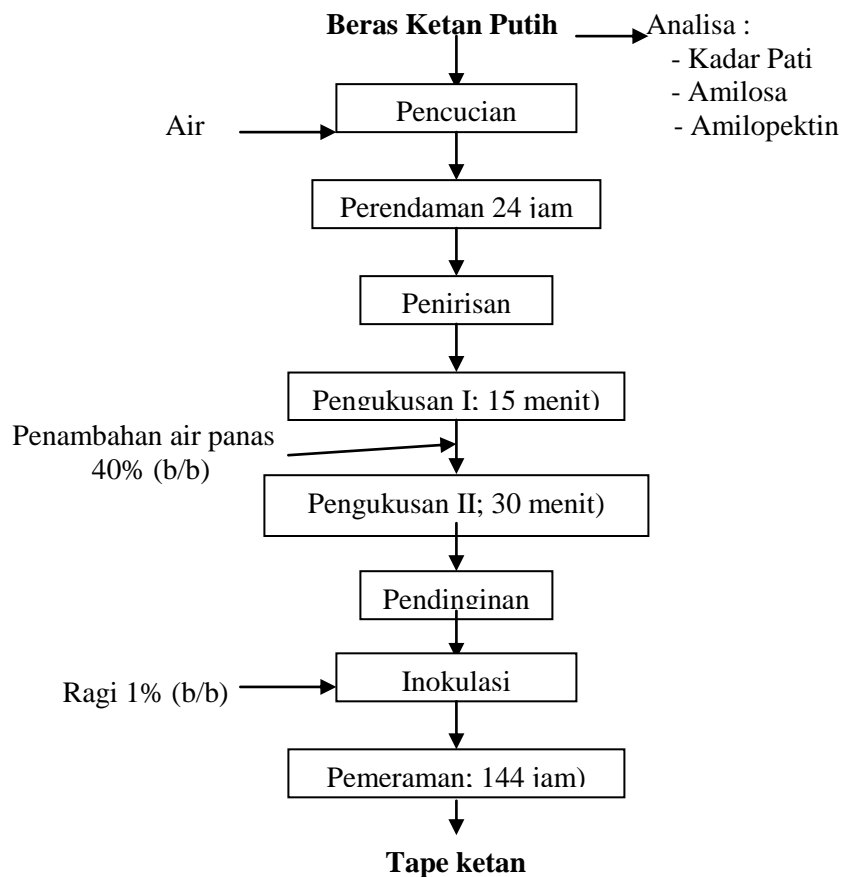 Beras Ketan Putih
Analisa :
- Kadar Pati
- Amilosa
- Amilopektin
Pencucian
Air
Perendaman 24 jam
Penirisan
Pengukusan I; 15 menit)
Penambahan air panas
40% (b/b)
Pengukusan II; 30 menit)
Pendinginan
Inokulasi
Ragi 1% (b/b)
Pemeraman; 144 jam)
Tape ketan